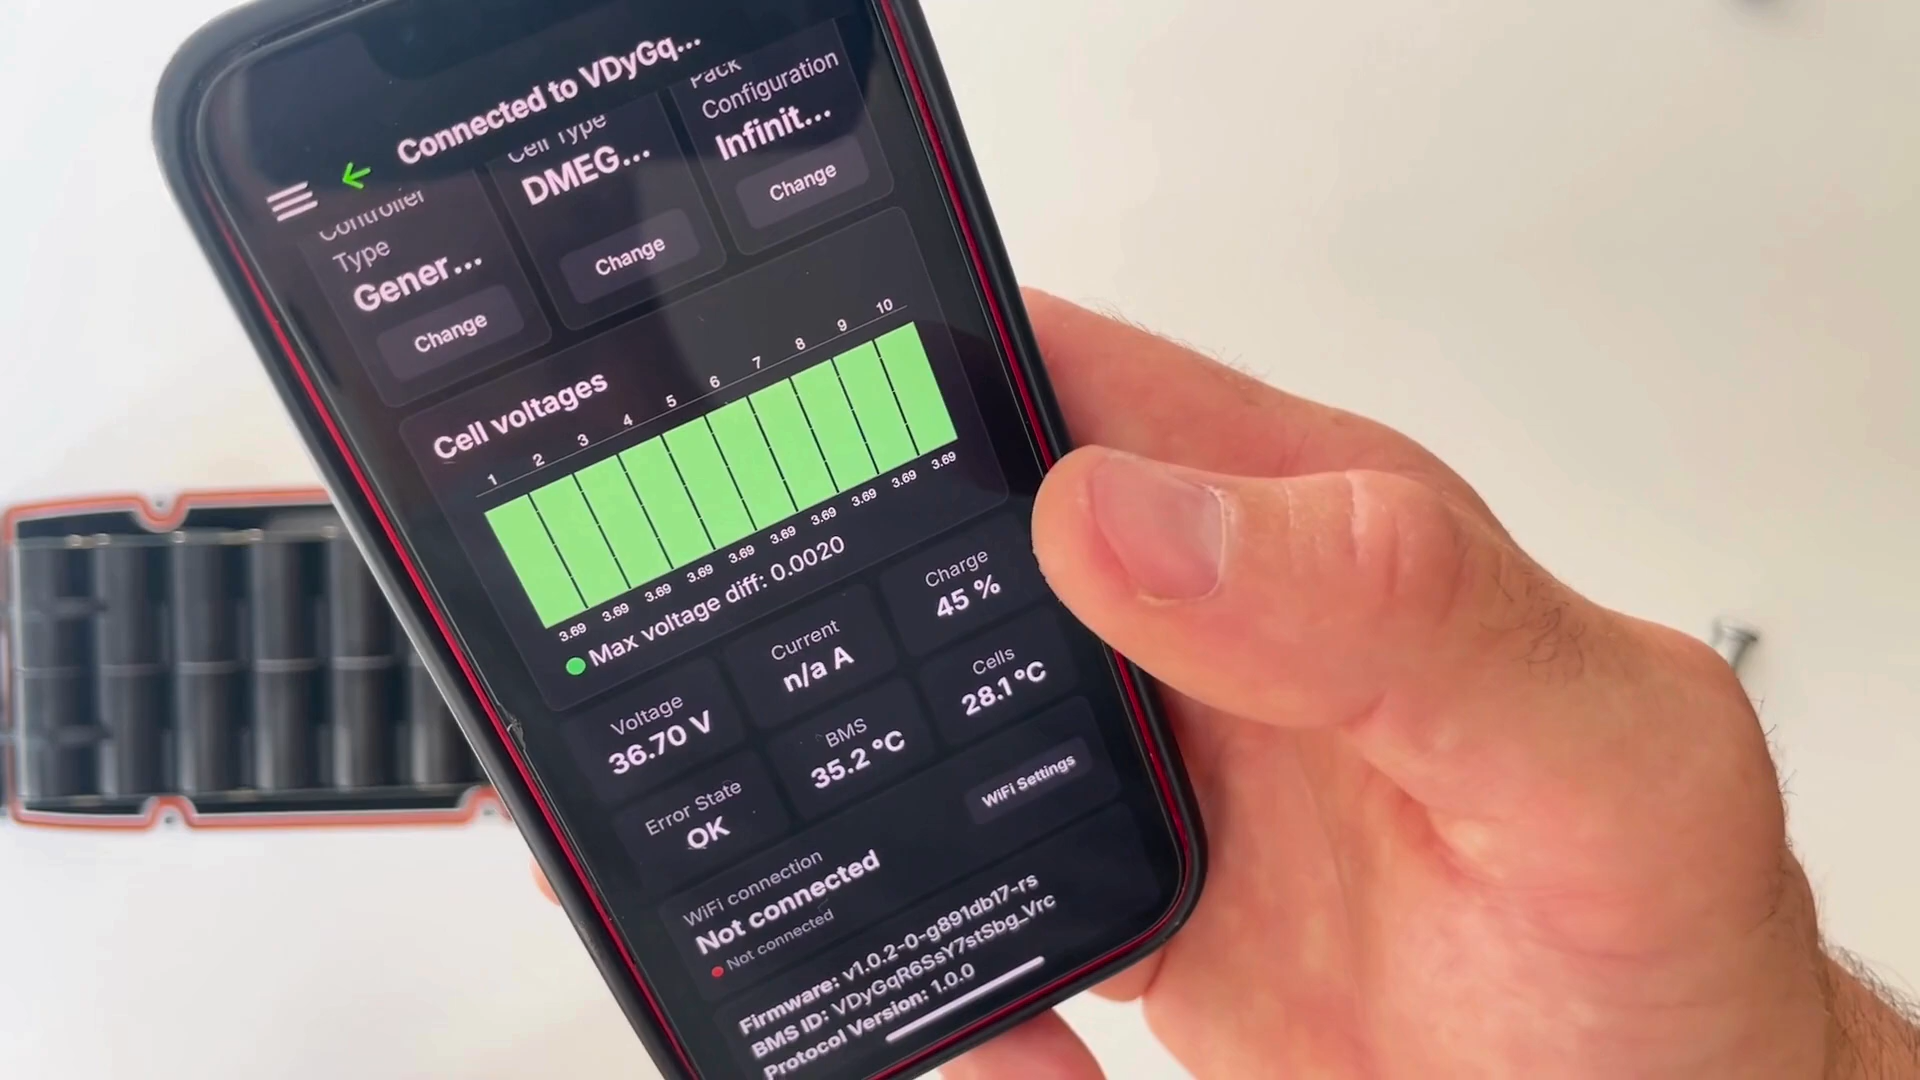 Connected to VDyGq...
Controller
Type
Gener...
Change
Cell Type
DMEG...
Change
Pack
Configuration
Infinit...
Change
Cell voltages
1 2 3 4 5 6 7 8 9 10
3.69 3.69 3.69 3.69 3.69 3.69 3.69 3.69 3.69 3.69
Max voltage diff: 0.0020
Voltage
36.70 V
Current
n/a A
Charge
45 %
Error State
OK
BMS
35.2 °C
Cells
28.1 °C
WiFi connection
Not connected
Not connected
WiFi Settings
Firmware: v1.0.2-0-g891db17-rs
BMS ID: VDyGqR6SsY7stSbg_Vrc
Protocol Version: 1.0.0